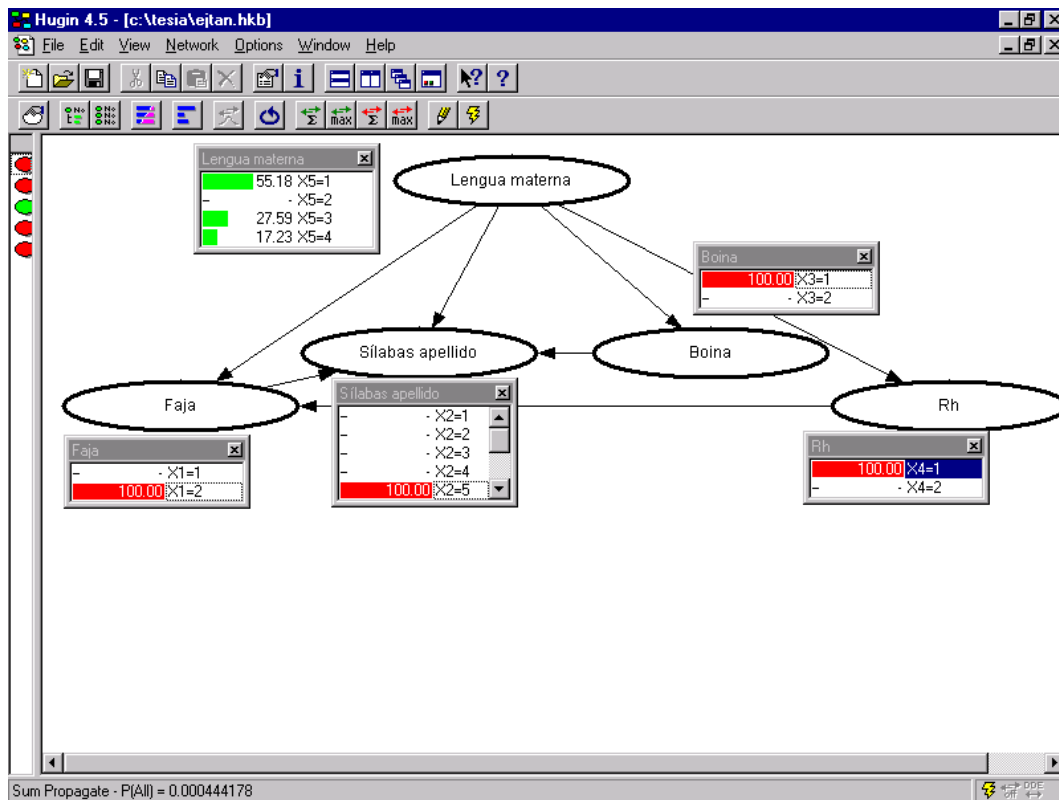 Hugin 4.5 - [c:\tesia\ejtan.hkb]
File Edit View Network Options Window Help
Lengua materna
55.18 X5=1
- - X5=2
27.59 X5=3
17.23 X5=4
Lengua materna
Boina
100.00 X3=1
- - X3=2
Sílabas apellido
Boina
Faja
Sílabas apellido
- - X2=1
- - X2=2
- - X2=3
- - X2=4
100.00 X2=5
Rh
Faja
- - X1=1
100.00 X1=2
Rh
100.00 X4=1
- - X4=2
Sum Propagate - P(All) = 0.000444178